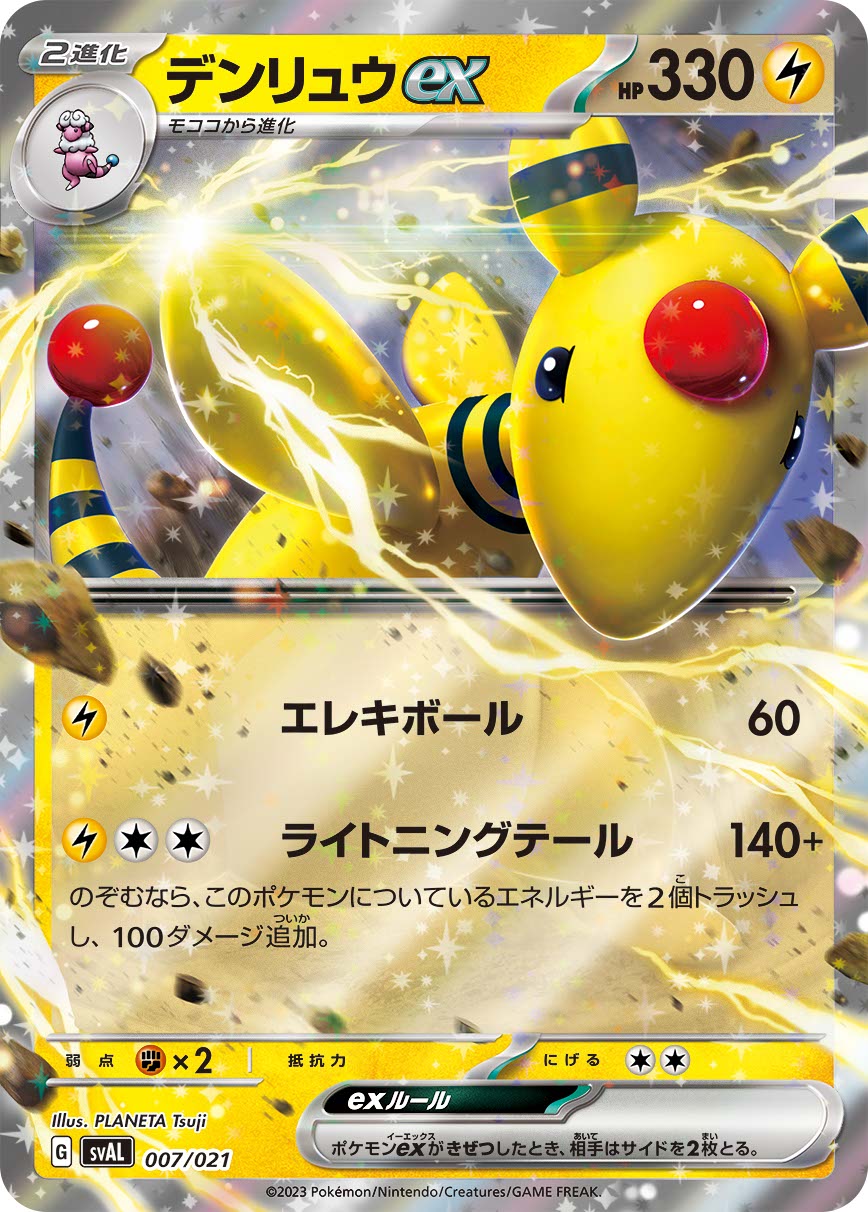 2進化
デンリュウex
HP330
モココから進化
エレキボール 60
ライトニングテール 140+
のぞむなら、このポケモンについているエネルギーを2個トラッシュ
し、100ダメージ追加。
弱点 ×2 抵抗力 にげる
exルール
ポケモンexがきぜつしたとき、相手はサイドを2枚とる。
Illus. PLANETA Tsuji
G svAL 007/021
©2023 Pokémon/Nintendo/Creatures/GAME FREAK.